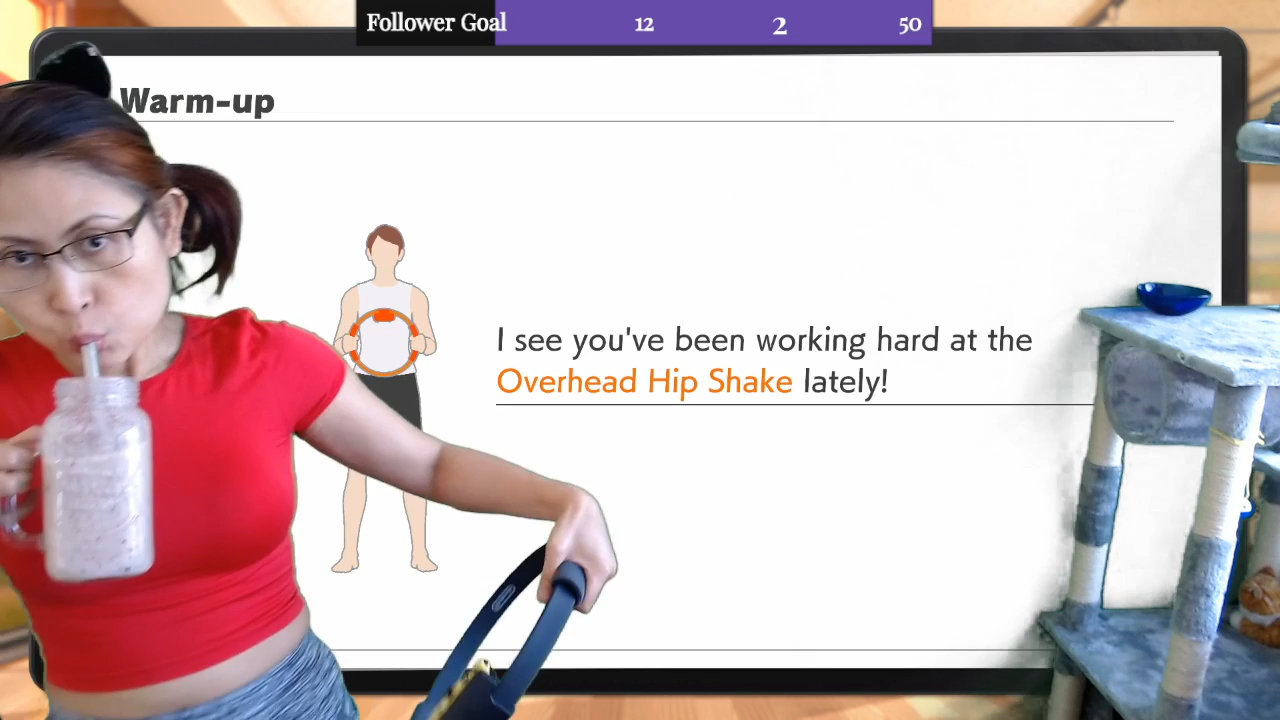 Follower Goal 12 2 50
Warm-up
I see you've been working hard at the
Overhead Hip Shake lately!